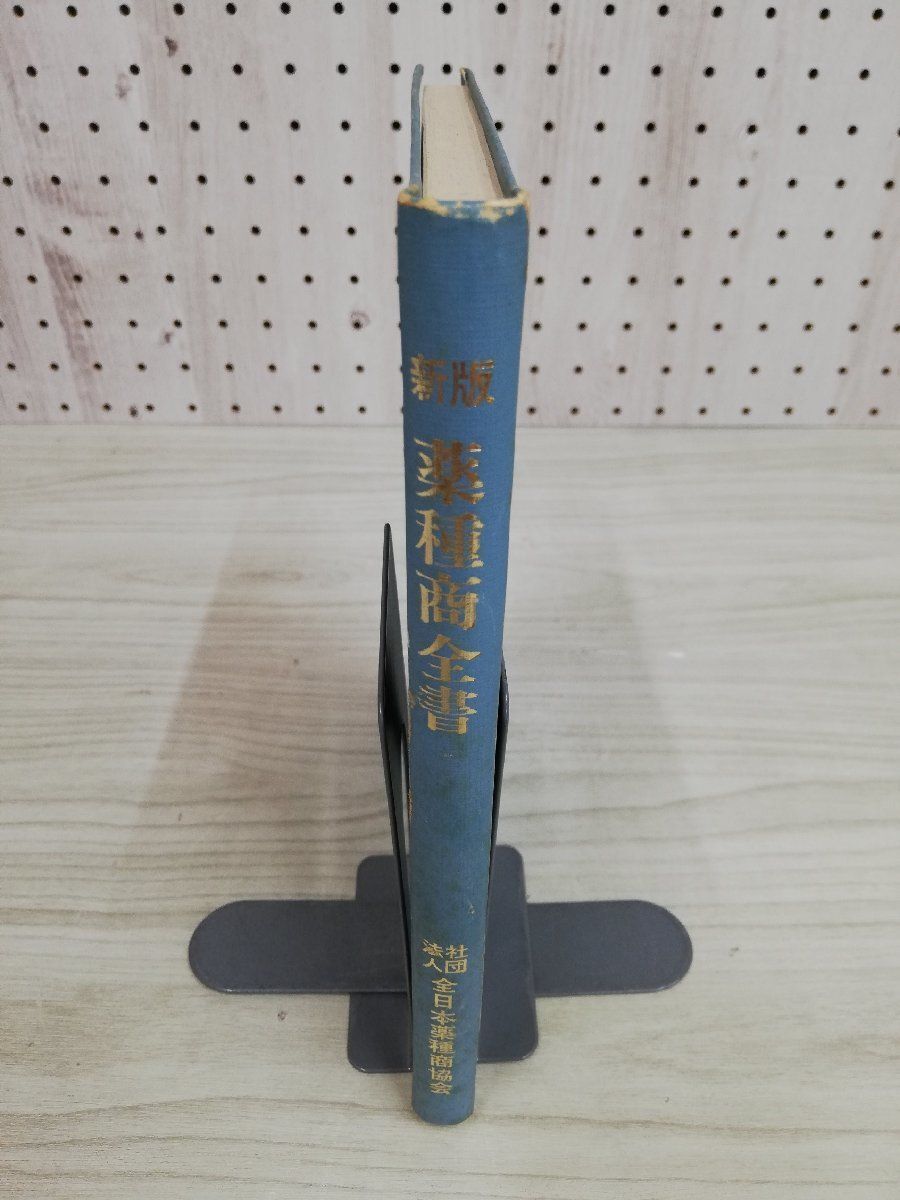 新版
薬種商全書
社団
法人
全日本薬種商協会